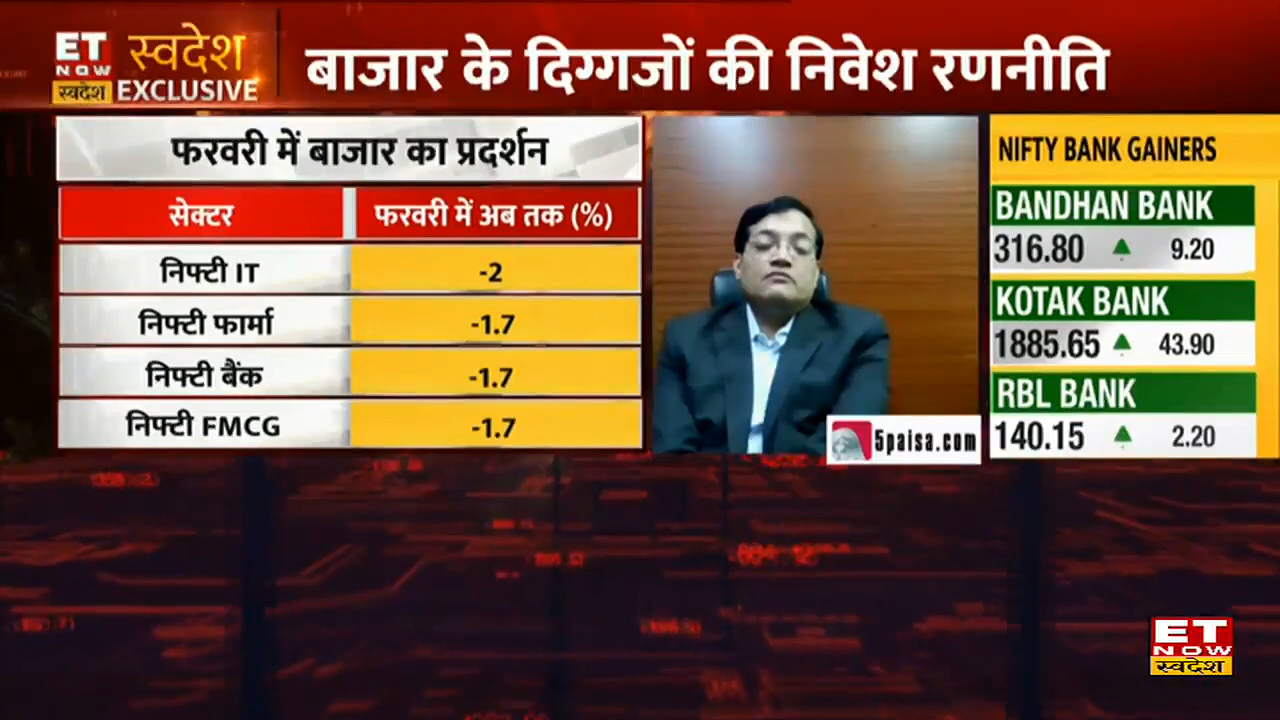 ET
NOW
स्वदेश
स्वदेश
EXCLUSIVE
बाजार के दिग्गजों की निवेश रणनीति
फरवरी में बाजार का प्रदर्शन
सेक्टर फरवरी में अब तक (%)
निफ्टी IT -2
निफ्टी फार्मा -1.7
निफ्टी बैंक -1.7
निफ्टी FMCG -1.7
5paisa.com
NIFTY BANK GAINERS
BANDHAN BANK
316.80 ▲ 9.20
KOTAK BANK
1885.65 ▲ 43.90
RBL BANK
140.15 ▲ 2.20
ET
NOW
स्वदेश